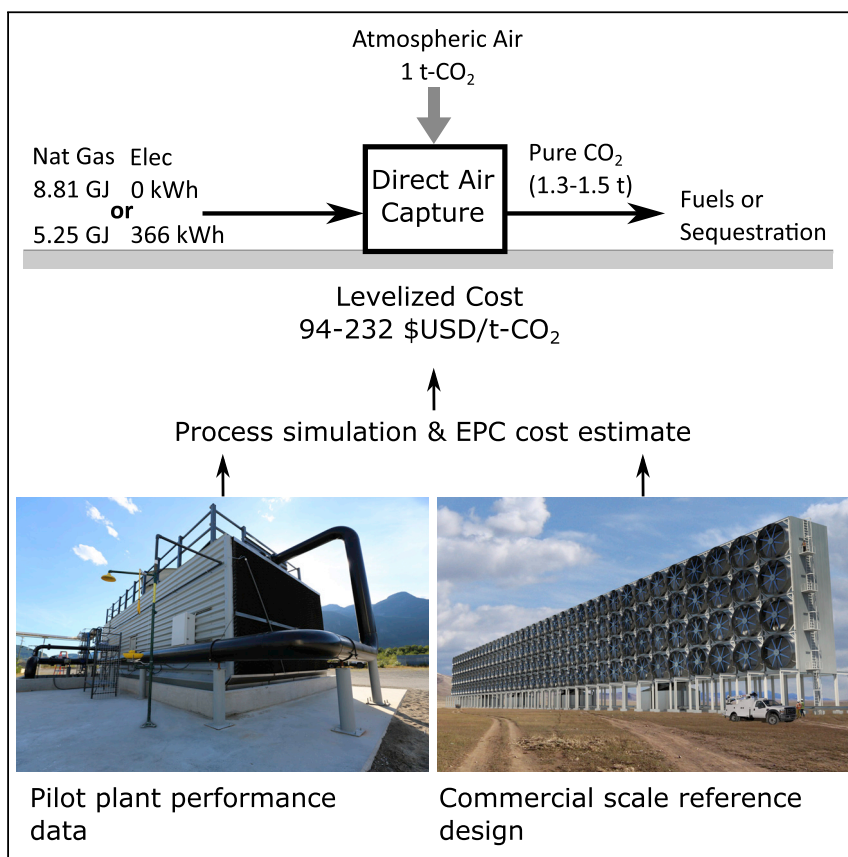 Atmospheric Air
1 t-CO₂
Nat Gas Elec
8.81 GJ 0 kWh
or
5.25 GJ 366 kWh
Direct Air
Capture
Pure CO₂
(1.3-1.5 t)
Fuels or
Sequestration
Levelized Cost
94-232 $USD/t-CO₂
Process simulation & EPC cost estimate
Pilot plant performance
data
Commercial scale reference
design